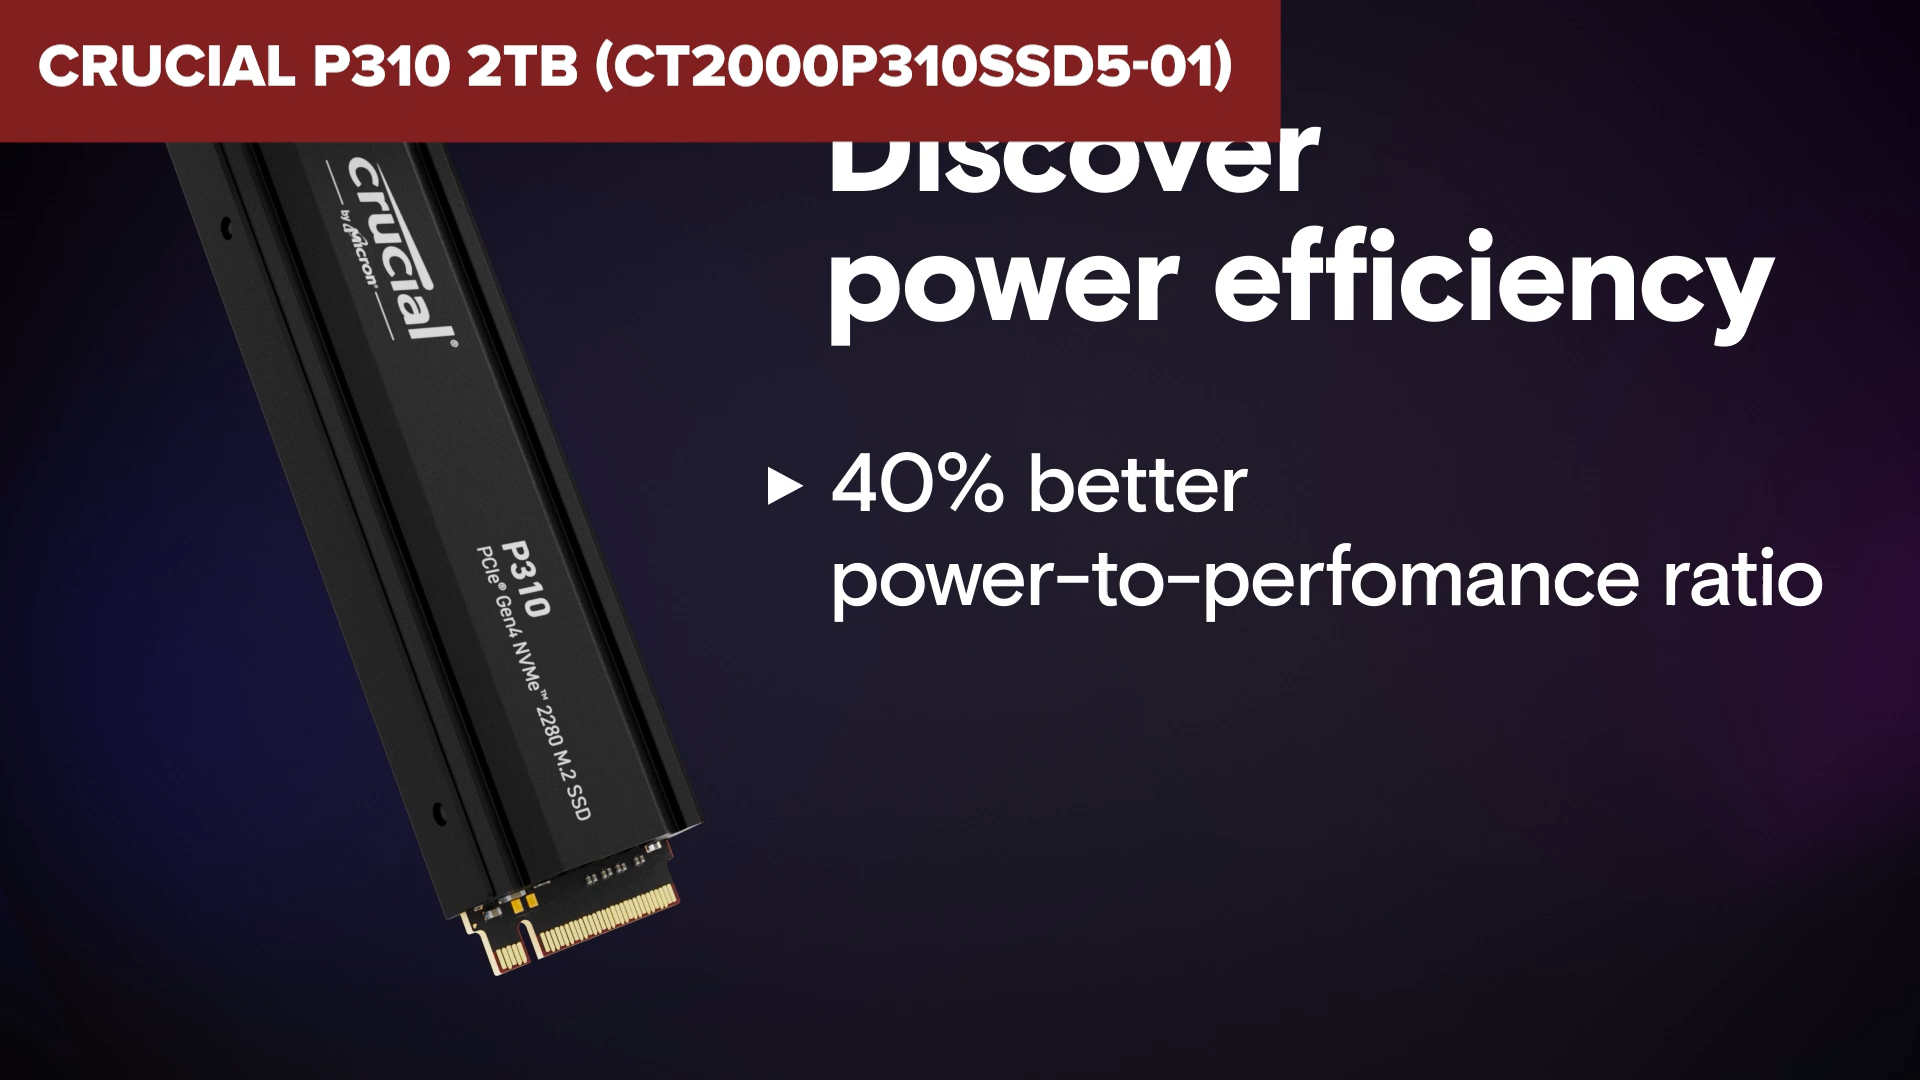 CRUCIAL P310 2TB (CT2000P310SSD5-01)
Discover
power efficiency
40% better
power-to-perfomance ratio
crucial®
by Micron®
P310
PCIe® Gen4 NVMe™ 2280 M.2 SSD